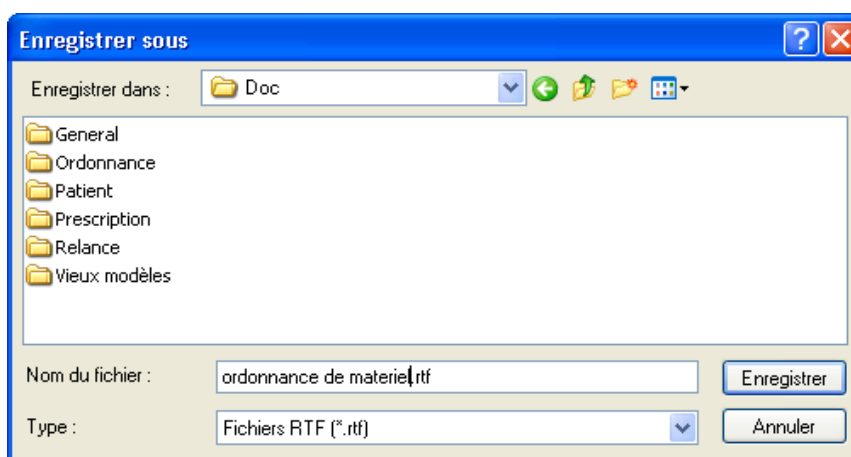 Enregistrer sous
Enregistrer dans :
Doc
General
Ordonnance
Patient
Prescription
Relance
Vieux modèles
Nom du fichier :
ordonnance de materiel.rtf
Enregistrer
Type :
Fichiers RTF (*.rtf)
Annuler